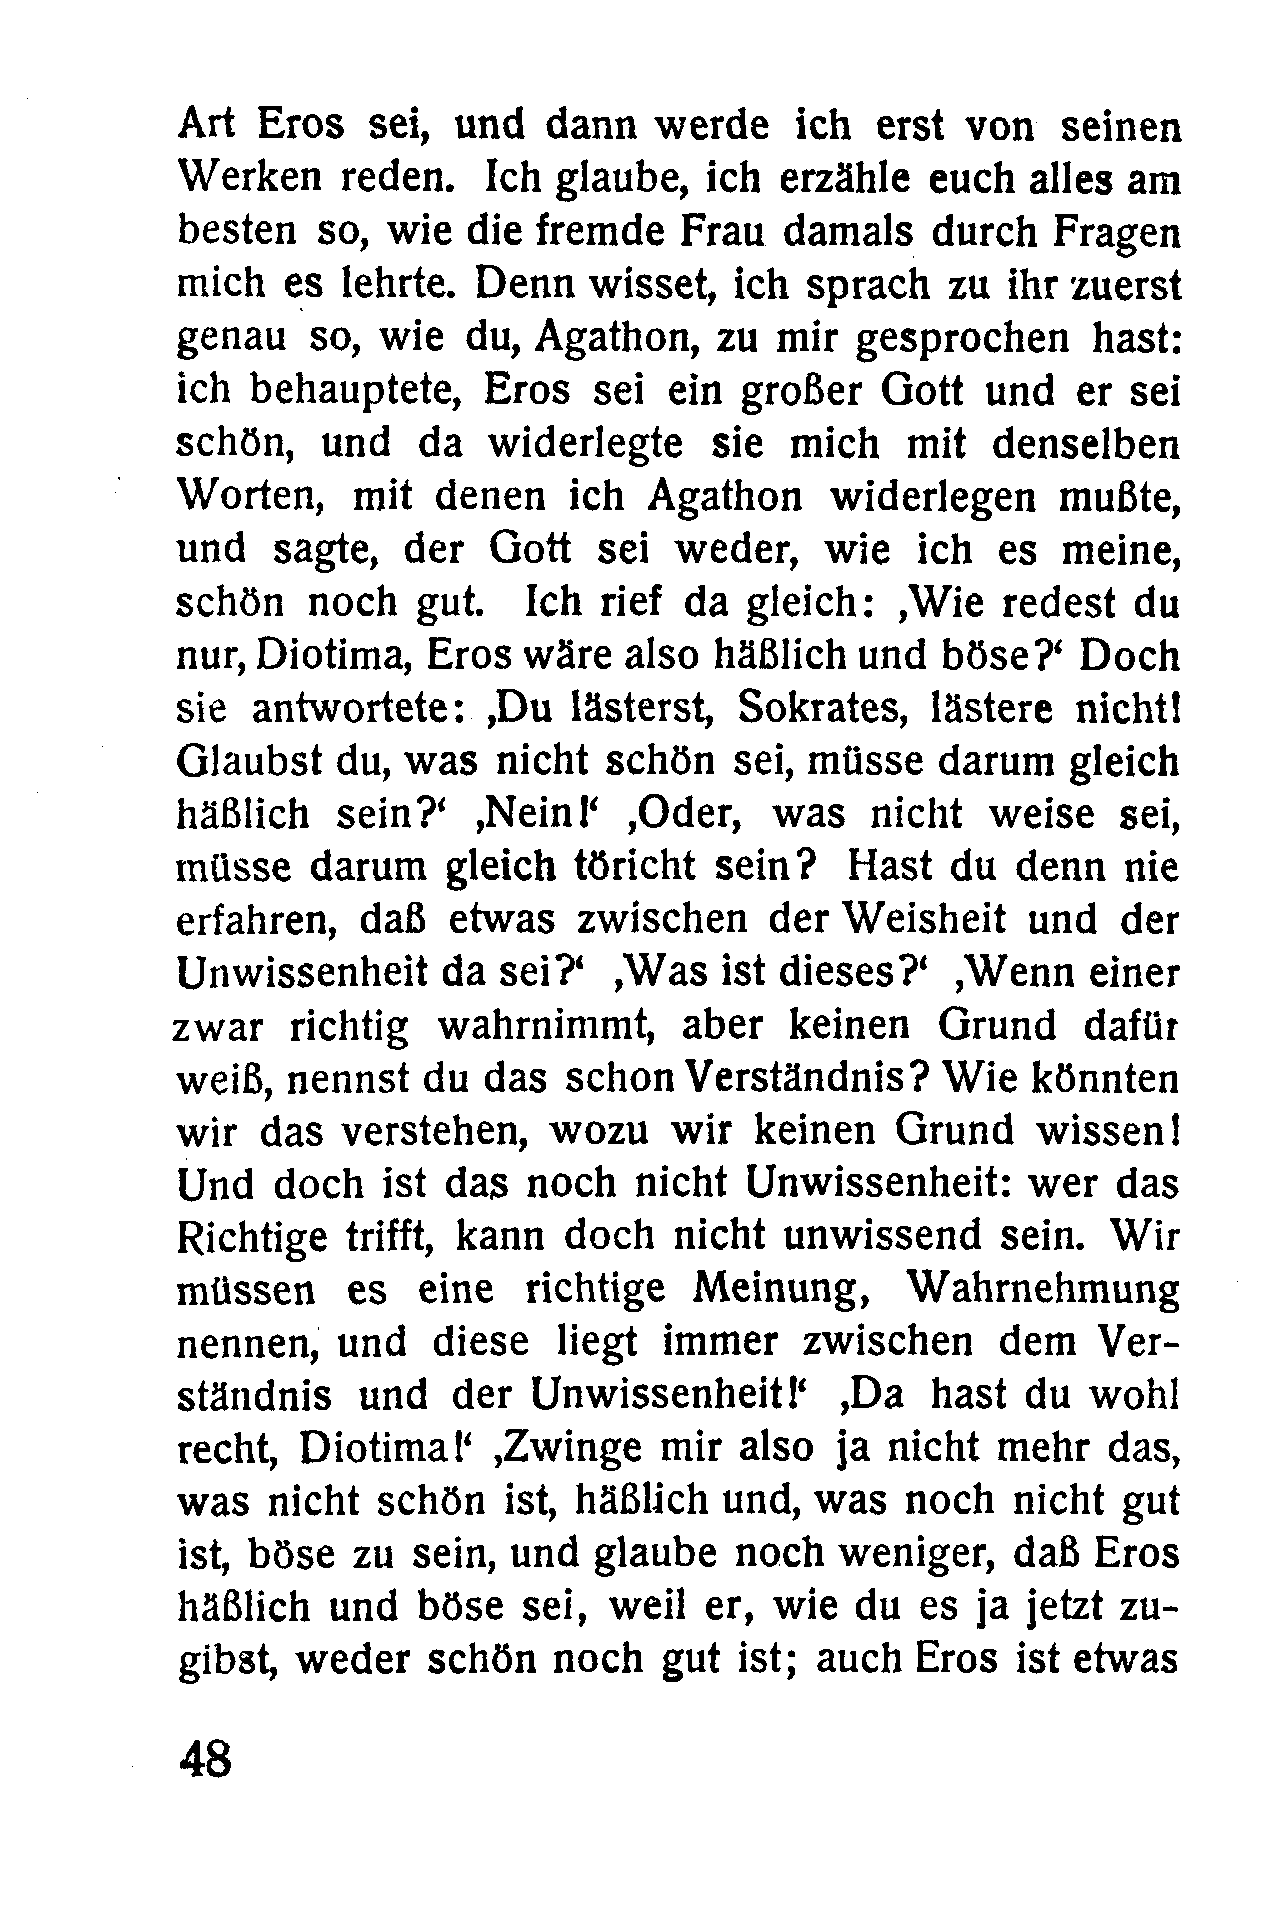 Art Eros sei, und dann werde ich erst von seinen
Werken reden. Ich glaube, ich erzähle euch alles am
besten so, wie die fremde Frau damals durch Fragen
mich es lehrte. Denn wisset, ich sprach zu ihr zuerst
genau so, wie du, Agathon, zu mir gesprochen hast:
ich behauptete, Eros sei ein großer Gott und er sei
schön, und da widerlegte sie mich mit denselben
Worten, mit denen ich Agathon widerlegen mußte,
und sagte, der Gott sei weder, wie ich es meine,
schön noch gut. Ich rief da gleich: ‚Wie redest du
nur, Diotima, Eros wäre also häßlich und böse?‘ Doch
sie antwortete: ‚Du lästerst, Sokrates, lästere nicht!
Glaubst du, was nicht schön sei, müsse darum gleich
häßlich sein?‘ ‚Nein!‘ ‚Oder, was nicht weise sei,
müsse darum gleich töricht sein? Hast du denn nie
erfahren, daß etwas zwischen der Weisheit und der
Unwissenheit da sei?‘ ‚Was ist dieses?‘ ‚Wenn einer
zwar richtig wahrnimmt, aber keinen Grund dafür
weiß, nennst du das schon Verständnis? Wie könnten
wir das verstehen, wozu wir keinen Grund wissen!
Und doch ist das noch nicht Unwissenheit: wer das
Richtige trifft, kann doch nicht unwissend sein. Wir
müssen es eine richtige Meinung, Wahrnehmung
nennen, und diese liegt immer zwischen dem Ver-
ständnis und der Unwissenheit!‘ ‚Da hast du wohl
recht, Diotima!‘ ‚Zwinge mir also ja nicht mehr das,
was nicht schön ist, häßlich und, was noch nicht gut
ist, böse zu sein, und glaube noch weniger, daß Eros
häßlich und böse sei, weil er, wie du es ja jetzt zu-
gibst, weder schön noch gut ist; auch Eros ist etwas
48